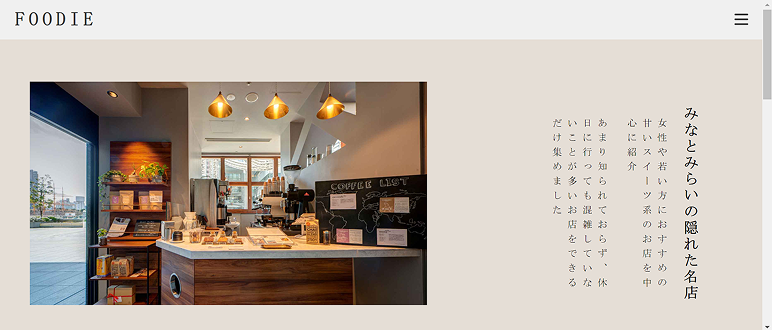 FOODIE
みなとみらいの隠れた名店
女性や若い方におすすめの
甘いスイーツ系のお店を中
心に紹介
あまり知られておらず、休
日に行っても混雑していな
いことが多いお店をできる
だけ集めました
COFFEE LIST